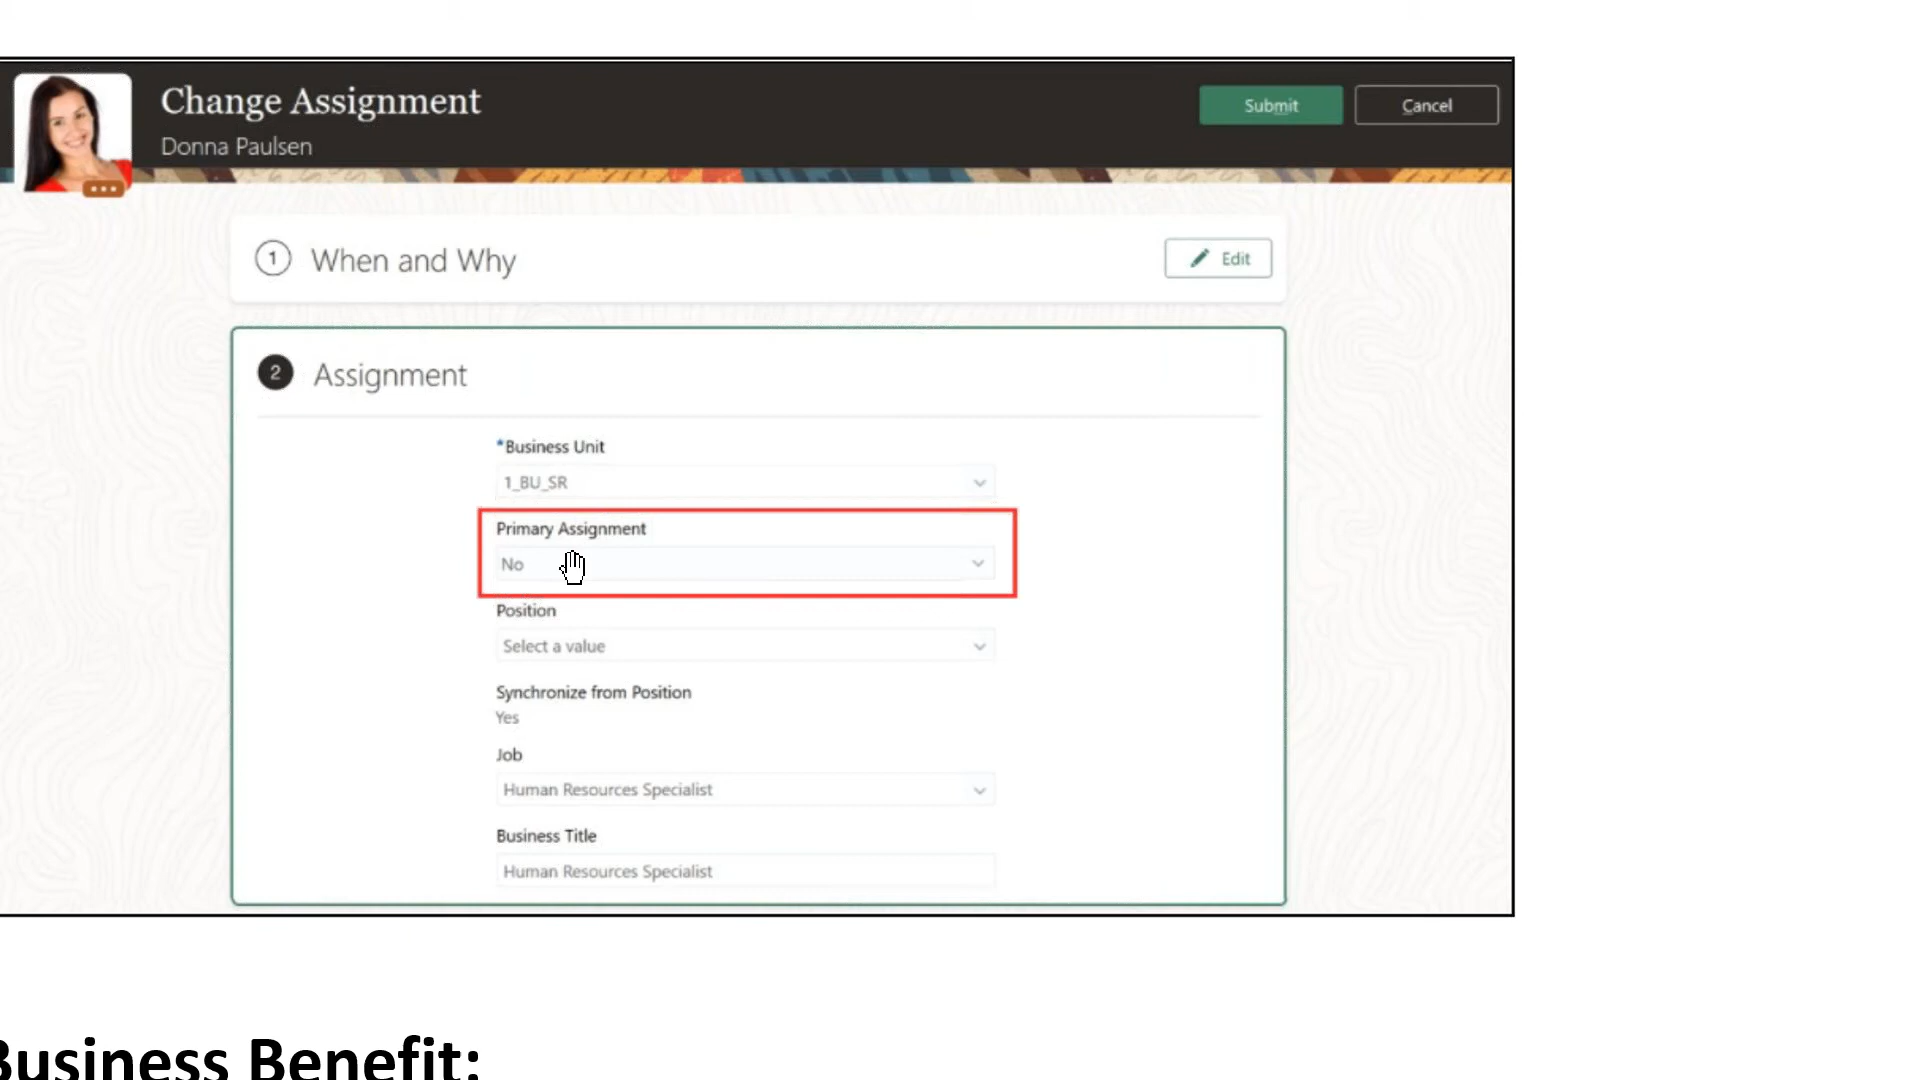 Change Assignment
Submit
Cancel
Donna Paulsen
1
When and Why
Edit
2
Assignment
*Business Unit
1_BU_SR
Primary Assignment
No
Position
Select a value
Synchronize from Position
Yes
Job
Human Resources Specialist
Business Title
Human Resources Specialist
Business Benefit: